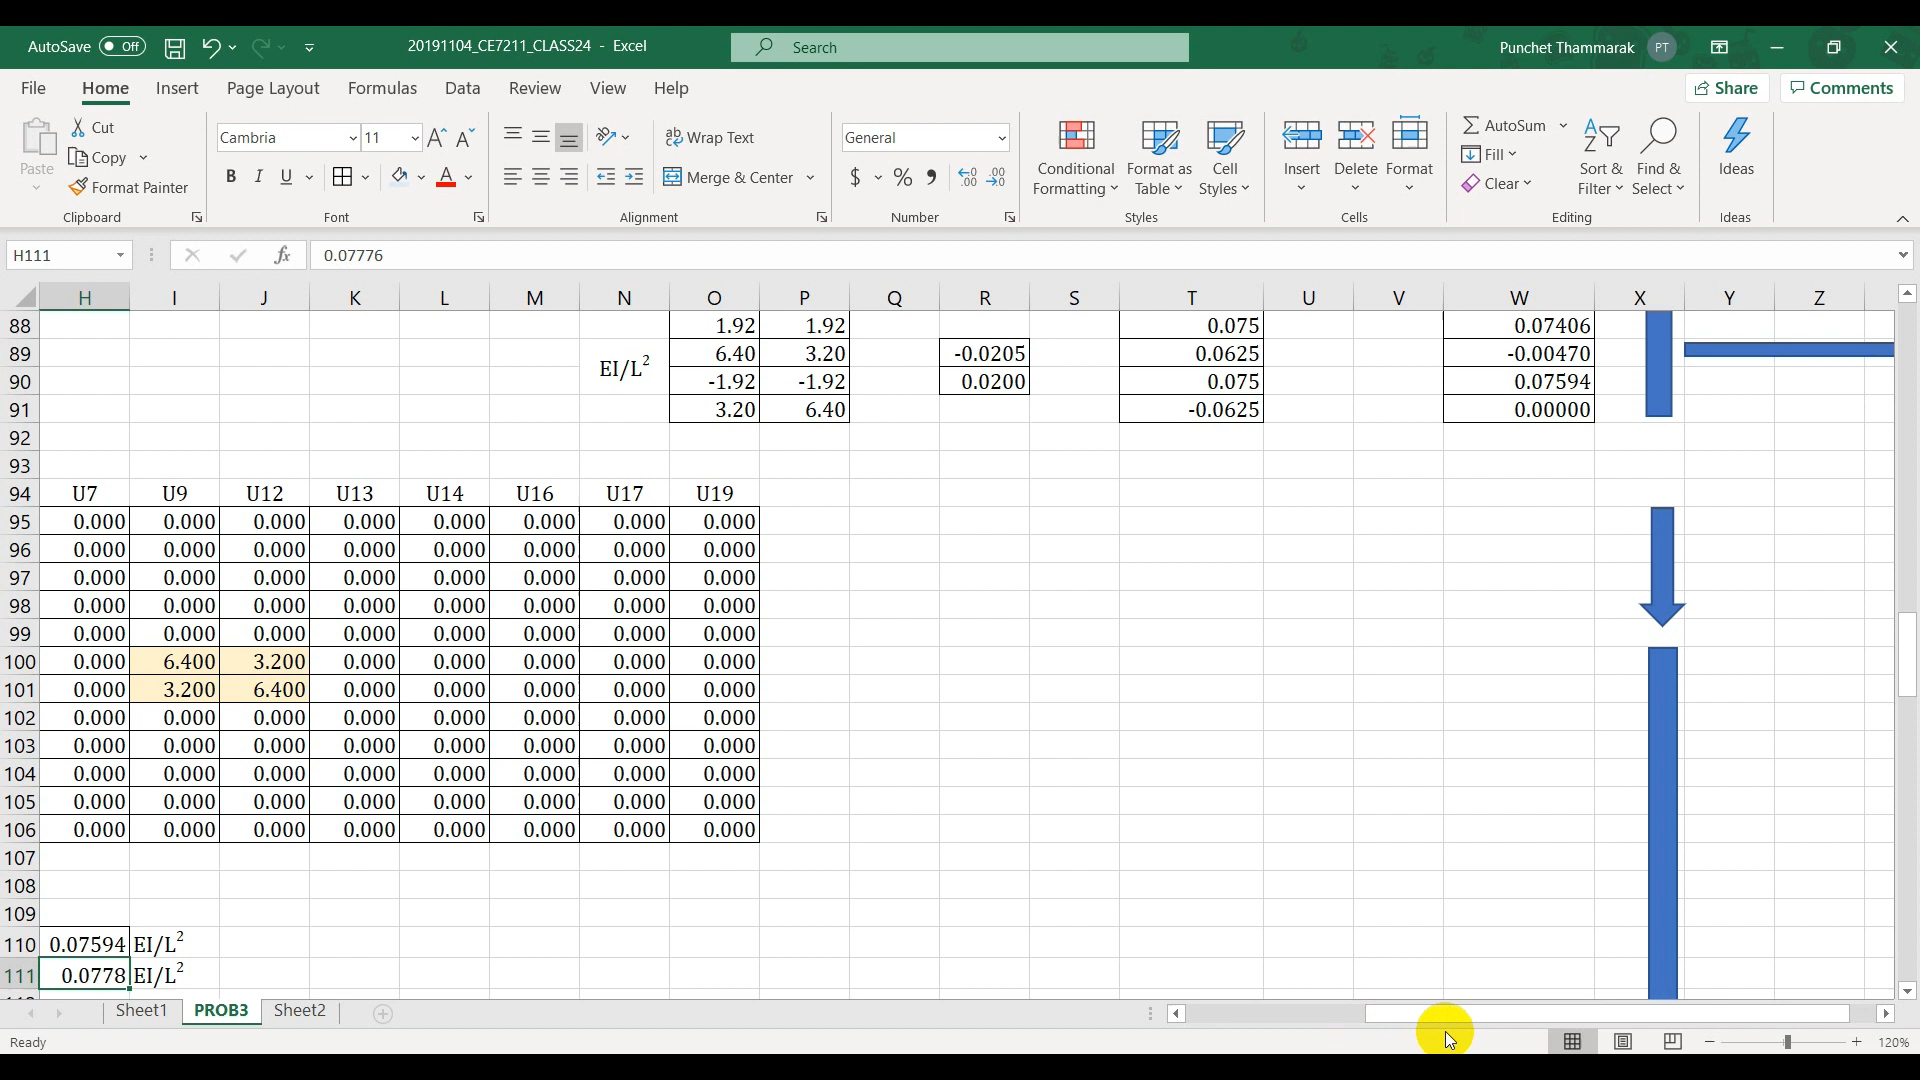 AutoSave Off 20191104_CE7211_CLASS24 - Excel Search Punchet Thammarak PT
File Home Insert Page Layout Formulas Data Review View Help Share Comments
Paste Cut Copy Format Painter Clipboard
Cambria 11 B I U A Font
Wrap Text Merge & Center Alignment
General $ % Number
Conditional Formatting Format as Table Cell Styles Styles
Insert Delete Format Cells
AutoSum Fill Clear Sort & Filter Find & Select Editing
Ideas Ideas
H111 fx 0.07776
H I J K L M N O P Q R S T U V W X Y Z
88 1.92 1.92 0.075 0.07406
89 EI/L² 6.40 3.20 -0.0205 0.0625 -0.00470
90 -1.92 -1.92 0.0200 0.075 0.07594
91 3.20 6.40 -0.0625 0.00000
92
93
94 U7 U9 U12 U13 U14 U16 U17 U19
95 0.000 0.000 0.000 0.000 0.000 0.000 0.000 0.000
96 0.000 0.000 0.000 0.000 0.000 0.000 0.000 0.000
97 0.000 0.000 0.000 0.000 0.000 0.000 0.000 0.000
98 0.000 0.000 0.000 0.000 0.000 0.000 0.000 0.000
99 0.000 0.000 0.000 0.000 0.000 0.000 0.000 0.000
100 0.000 6.400 3.200 0.000 0.000 0.000 0.000 0.000
101 0.000 3.200 6.400 0.000 0.000 0.000 0.000 0.000
102 0.000 0.000 0.000 0.000 0.000 0.000 0.000 0.000
103 0.000 0.000 0.000 0.000 0.000 0.000 0.000 0.000
104 0.000 0.000 0.000 0.000 0.000 0.000 0.000 0.000
105 0.000 0.000 0.000 0.000 0.000 0.000 0.000 0.000
106 0.000 0.000 0.000 0.000 0.000 0.000 0.000 0.000
107
108
109
110 0.07594 EI/L²
111 0.0778 EI/L²
Sheet1 PROB3 Sheet2
Ready 120%